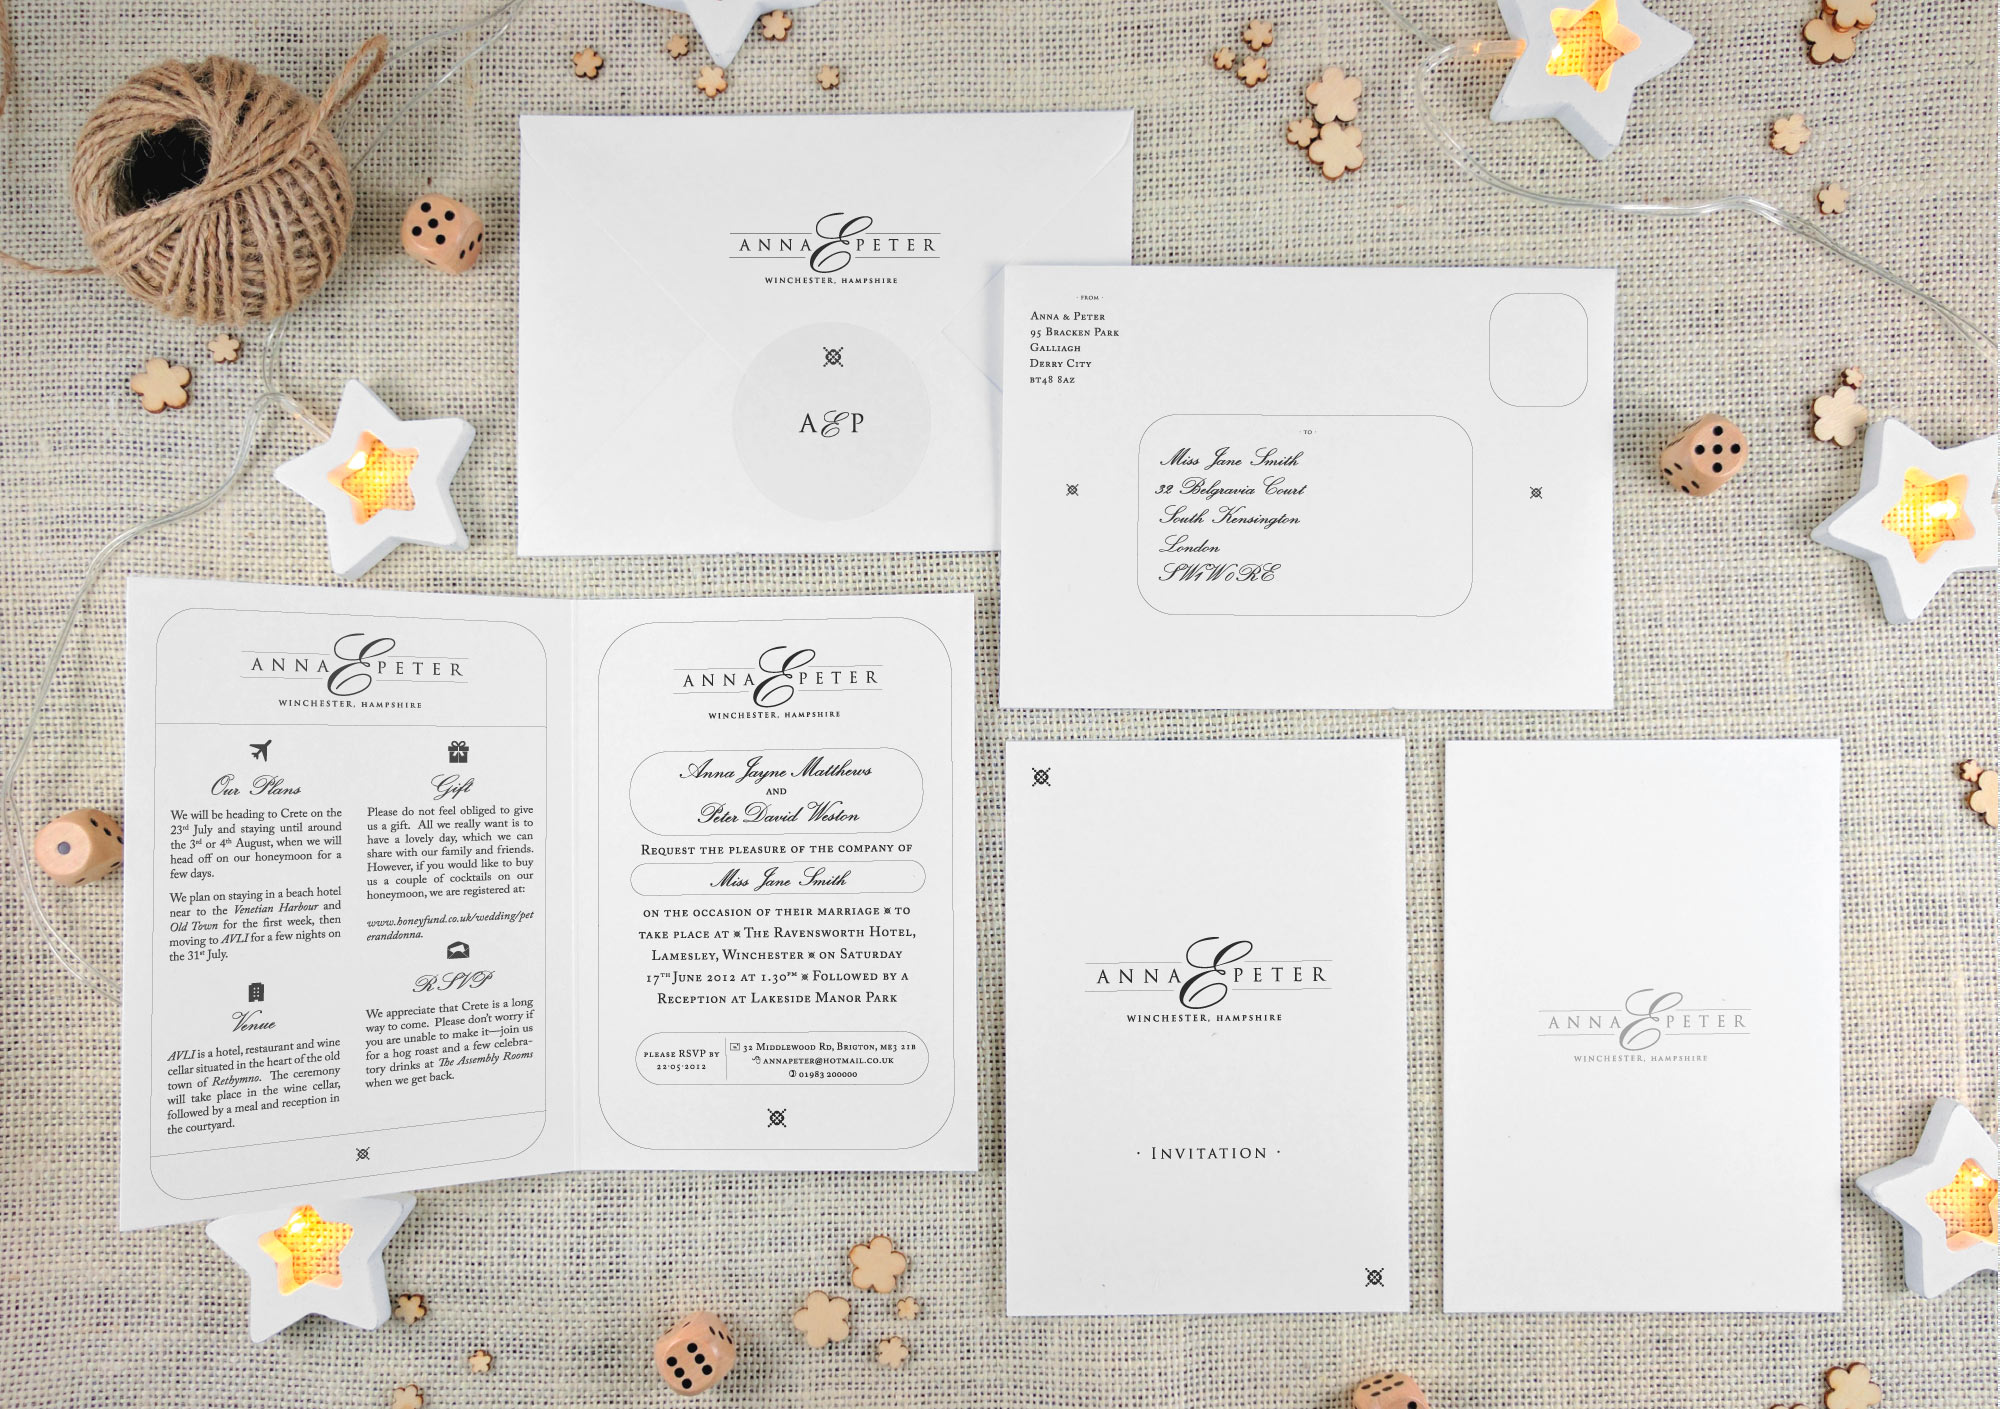 ANNA E PETER
WINCHESTER, HAMPSHIRE
A E P
· FROM ·
Anna & Peter
95 Bracken Park
Galliagh
Derry City
BT48 8AZ
· TO ·
Miss Jane Smith
32 Belgravia Court
South Kensington
London
SW1W 0RE
ANNA E PETER
WINCHESTER, HAMPSHIRE
Our Plans
We will be heading to Crete on the
23rd July and staying until around
the 3rd or 4th August, when we will
head off on our honeymoon for a
few days.
We plan on staying in a beach hotel
near to the Venetian Harbour and
Old Town for the first week, then
moving to AVLI for a few nights on
the 31st July.
Venue
AVLI is a hotel, restaurant and wine
cellar situated in the heart of the old
town of Rethymno. The ceremony
will take place in the wine cellar,
followed by a meal and reception in
the courtyard.
Gift
Please do not feel obliged to give
us a gift. All we really want is to
have a lovely day, which we can
share with our family and friends.
However, if you would like to buy
us a couple of cocktails on our
honeymoon, we are registered at:
www.honeyfund.co.uk/wedding/pet
eranddonna.
RSVP
We appreciate that Crete is a long
way to come. Please don't worry if
you are unable to make it—join us
for a hog roast and a few celebra-
tory drinks at The Assembly Rooms
when we get back.
ANNA E PETER
WINCHESTER, HAMPSHIRE
Anna Jayne Matthews
AND
Peter David Weston
Request the pleasure of the company of
Miss Jane Smith
on the occasion of their marriage to
take place at The Ravensworth Hotel,
Lamesley, Winchester on Saturday
17th June 2012 at 1.30pm Followed by a
Reception at Lakeside Manor Park
please RSVP by
22·05·2012
32 Middlewood Rd, Brigton, ME3 21B
annapeter@hotmail.co.uk
01983 200000
ANNA E PETER
WINCHESTER, HAMPSHIRE
· Invitation ·
ANNA E PETER
WINCHESTER, HAMPSHIRE